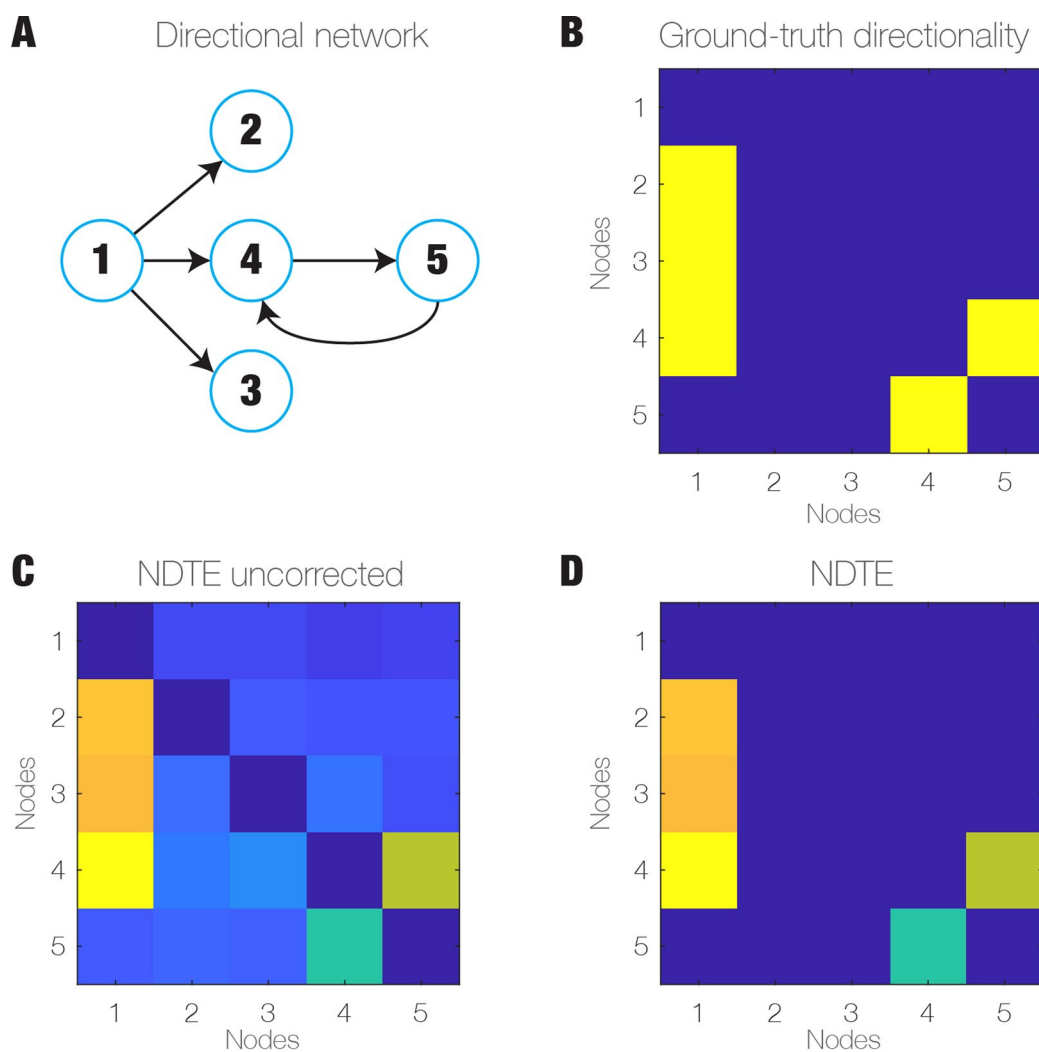 A
Directional network
2
1
4
5
3
B
Ground-truth directionality
1
2
3
4
5
Nodes
1 2 3 4 5
Nodes
C
NDTE uncorrected
1
2
3
4
5
Nodes
1 2 3 4 5
Nodes
D
NDTE
1
2
3
4
5
Nodes
1 2 3 4 5
Nodes